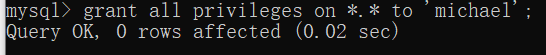 mysql> grant all privileges on *.* to 'michael';
Query OK, 0 rows affected (0.02 sec)